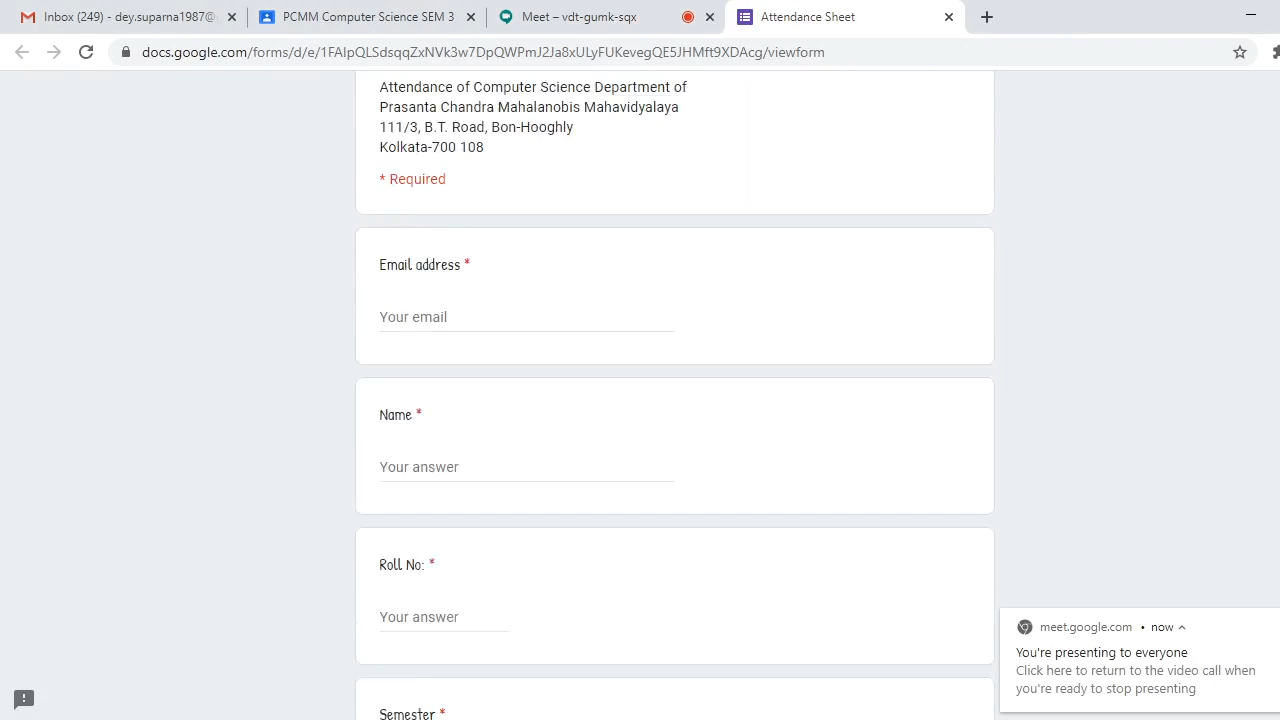 Inbox (249) - dey.suparna1987@
PCMM Computer Science SEM 3
Meet – vdt-gumk-sqx
Attendance Sheet
docs.google.com/forms/d/e/1FAIpQLSdsqqZxNVk3w7DpQWPmJ2Ja8xULyFUKevegQE5JHMft9XDAcg/viewform
Attendance of Computer Science Department of
Prasanta Chandra Mahalanobis Mahavidyalaya
111/3, B.T. Road, Bon-Hooghly
Kolkata-700 108
* Required
Email address *
Your email
Name *
Your answer
Roll No: *
Your answer
Semester *
meet.google.com • now
You're presenting to everyone
Click here to return to the video call when
you're ready to stop presenting